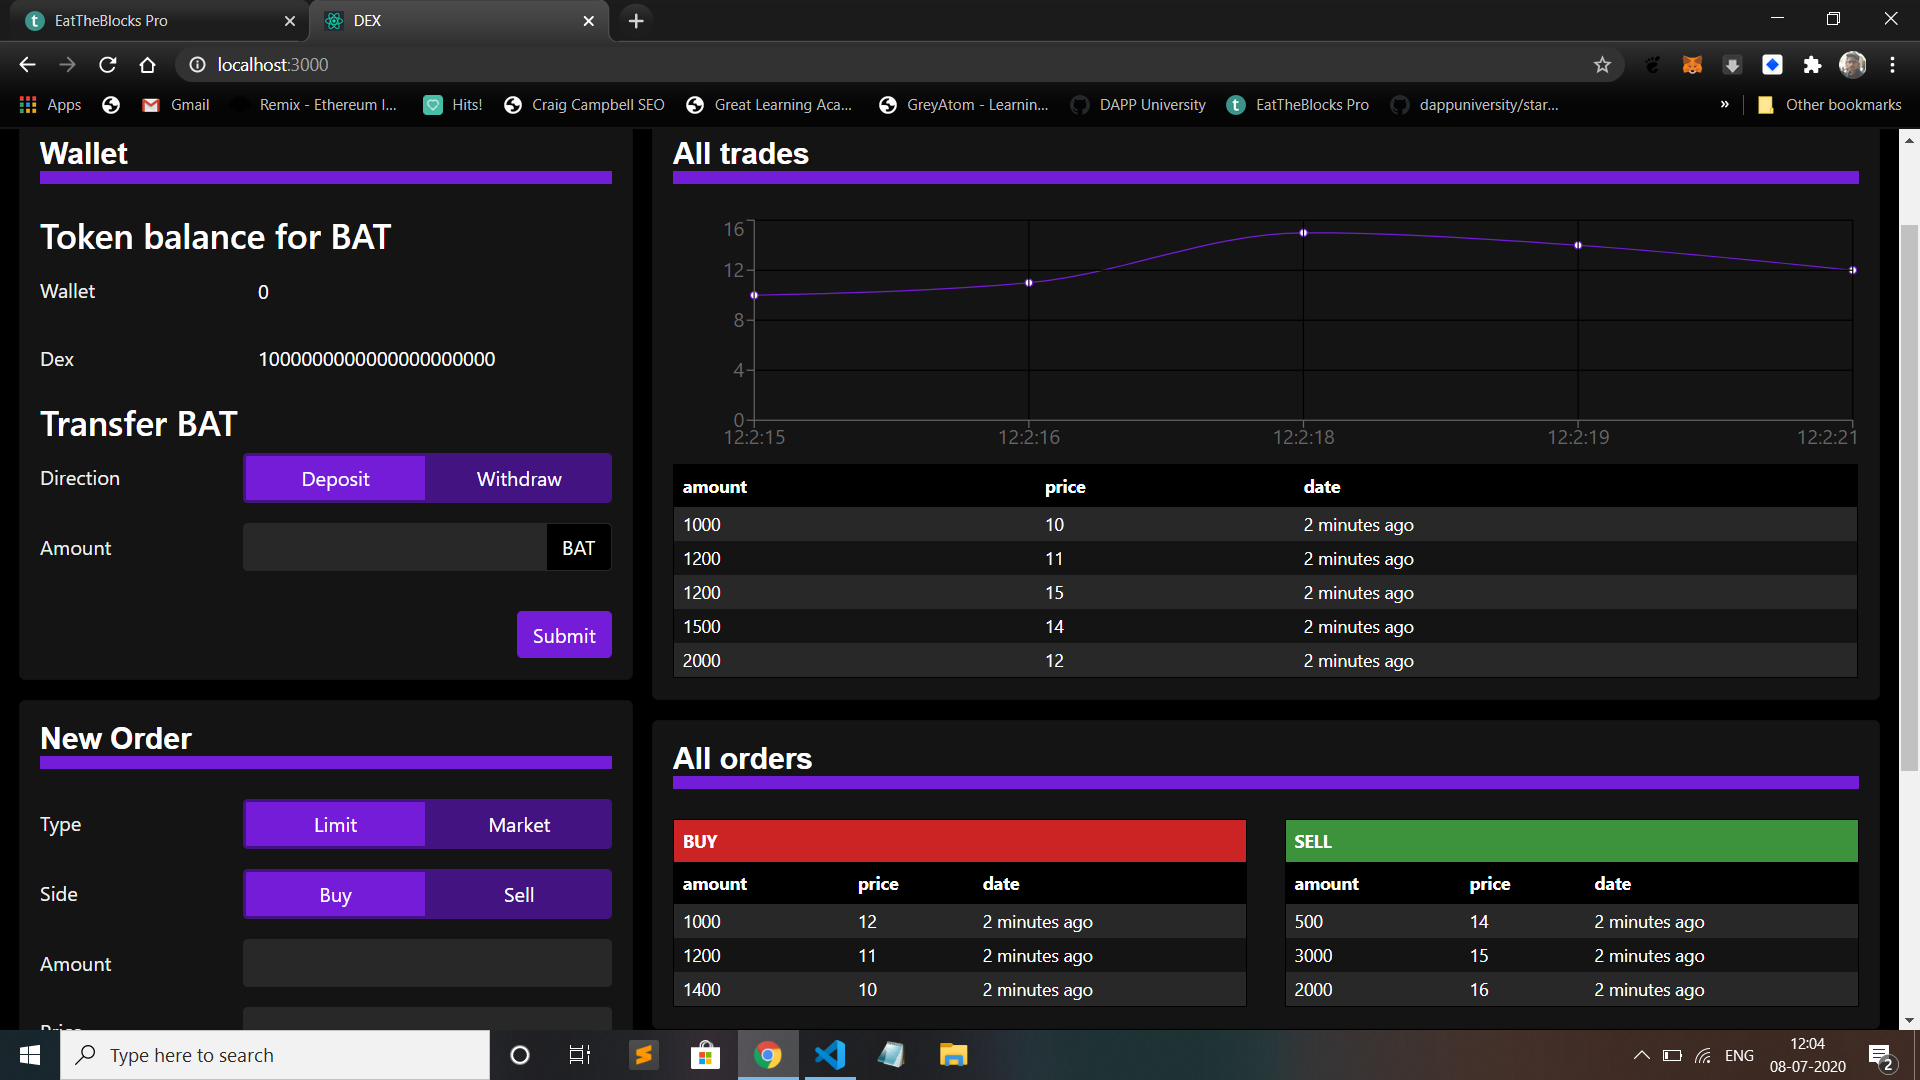 EatTheBlocks Pro
DEX
localhost:3000
Apps
Gmail
Remix - Ethereum I...
Hits!
Craig Campbell SEO
Great Learning Aca...
GreyAtom - Learnin...
DAPP University
EatTheBlocks Pro
dappuniversity/star...
»
Other bookmarks
Wallet
Token balance for BAT
Wallet 0
Dex 1000000000000000000000
Transfer BAT
Direction Deposit Withdraw
Amount BAT
Submit
New Order
Type Limit Market
Side Buy Sell
Amount
Price
All trades
16
12
8
4
0
12:2:15 12:2:16 12:2:18 12:2:19 12:2:21
amount price date
1000 10 2 minutes ago
1200 11 2 minutes ago
1200 15 2 minutes ago
1500 14 2 minutes ago
2000 12 2 minutes ago
All orders
BUY
amount price date
1000 12 2 minutes ago
1200 11 2 minutes ago
1400 10 2 minutes ago
SELL
amount price date
500 14 2 minutes ago
3000 15 2 minutes ago
2000 16 2 minutes ago
Type here to search
ENG
12:04
08-07-2020
2